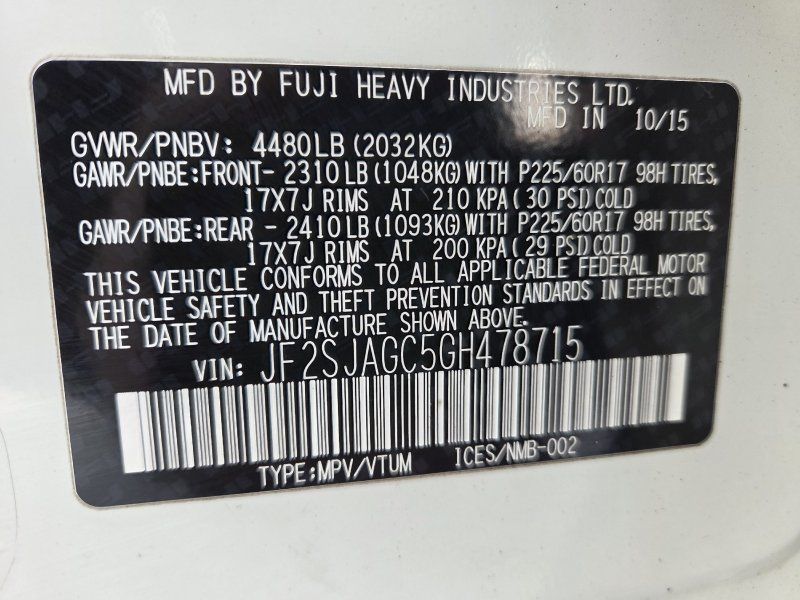 MFD BY FUJI HEAVY INDUSTRIES LTD.
MFD IN 10/15
GVWR/PNBV: 4480LB (2032KG)
GAWR/PNBE:FRONT- 2310 LB (1048KG) WITH P225/60R17 98H TIRES,
17X7J RIMS AT 210 KPA (30 PSI) COLD
GAWR/PNBE:REAR - 2410 LB (1093KG) WITH P225/60R17 98H TIRES,
17X7J RIMS AT 200 KPA (29 PSI) COLD
THIS VEHICLE CONFORMS TO ALL APPLICABLE FEDERAL MOTOR
VEHICLE SAFETY AND THEFT PREVENTION STANDARDS IN EFFECT ON
THE DATE OF MANUFACTURE SHOWN ABOVE.
VIN: JF2SJAGC5GH478715
TYPE:MPV/VTUM ICES/NMB-002